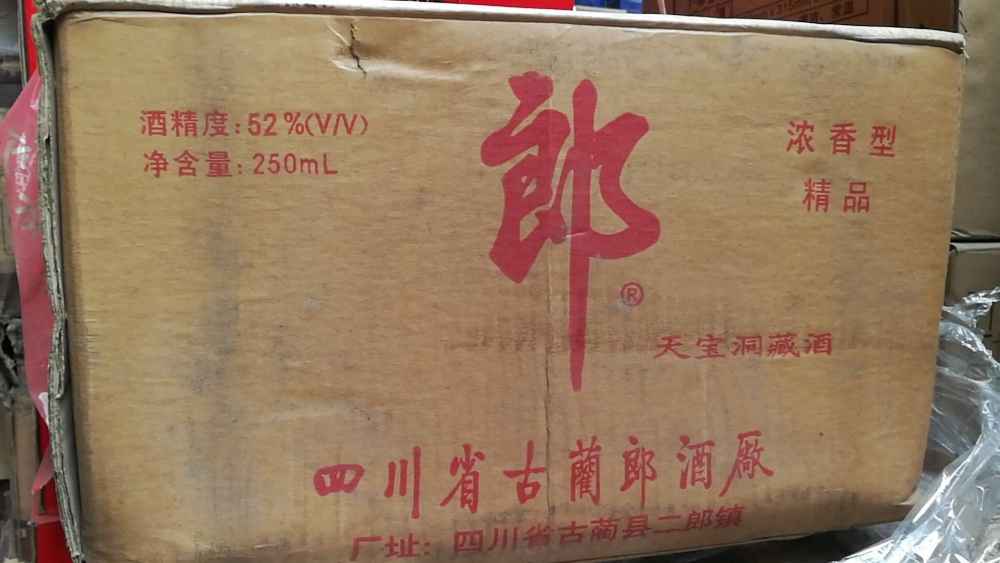 酒精度:52%(V/V)
净含量:250mL
郎
®
浓香型
精品
天宝洞藏酒
四川省古蔺郎酒厰
厂址:四川省古蔺县二郎镇